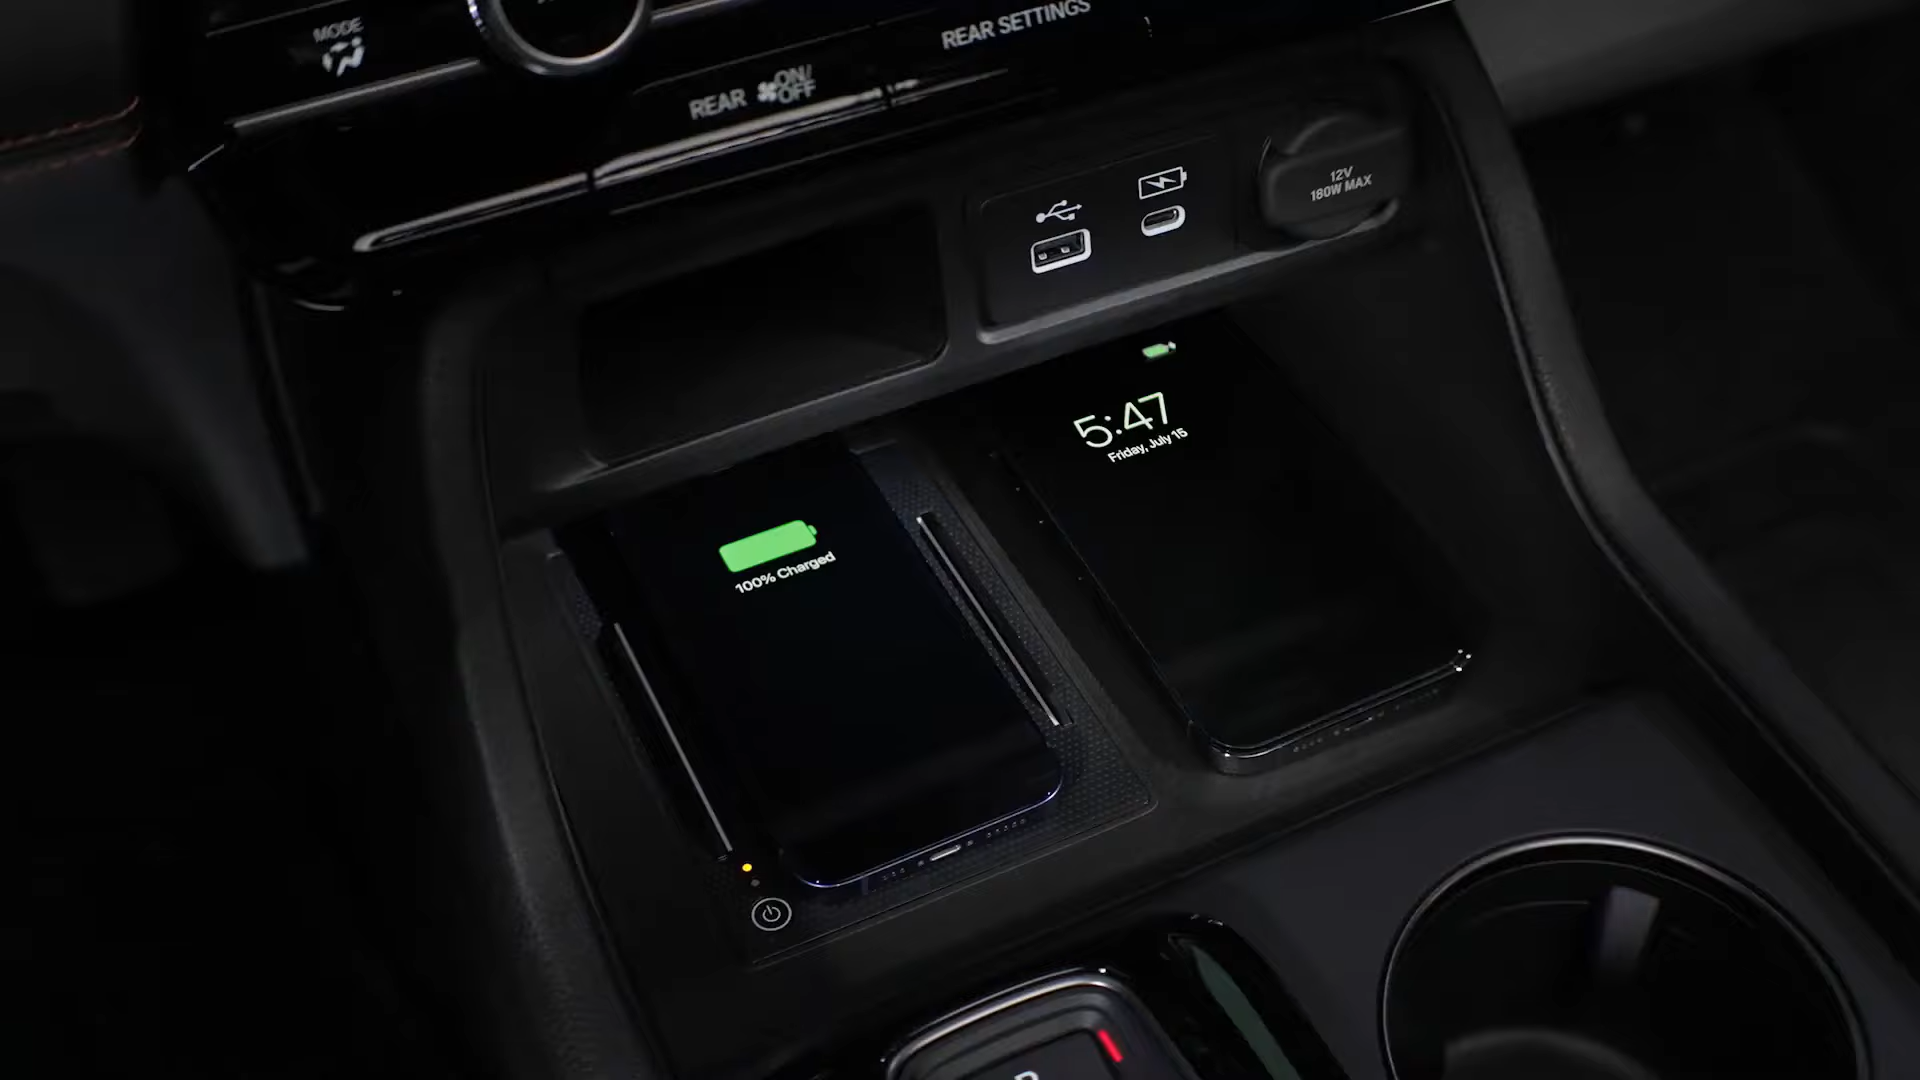 MODE
REAR ON/
OFF
REAR SETTINGS
12V
180W MAX
5:47
Friday, July 15
100% Charged